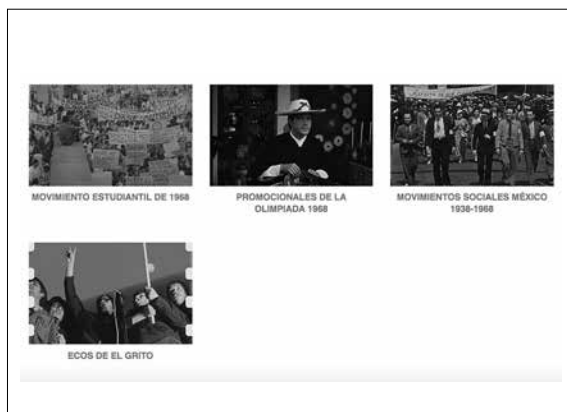 MOVIMIENTO ESTUDIANTIL DE 1968
PROMOCIONALES DE LA
OLIMPIADA 1968
MOVIMIENTOS SOCIALES MÉXICO
1938-1968
ECOS DE EL GRITO